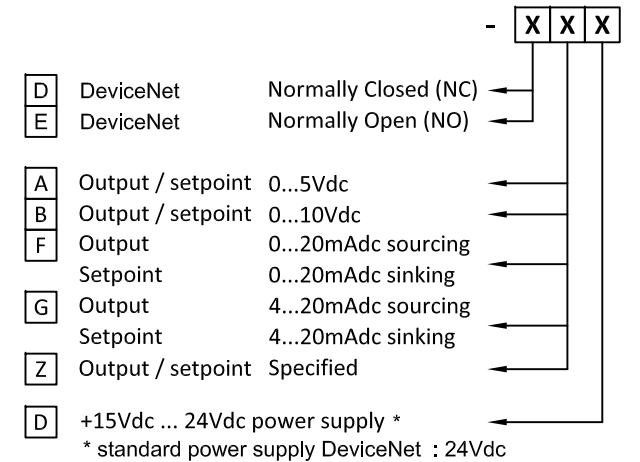 - X X X
D DeviceNet Normally Closed (NC)
E DeviceNet Normally Open (NO)
A Output / setpoint 0...5Vdc
B Output / setpoint 0...10Vdc
F Output 0...20mAdc sourcing
Setpoint 0...20mAdc sinking
G Output 4...20mAdc sourcing
Setpoint 4...20mAdc sinking
Z Output / setpoint Specified
D +15Vdc ... 24Vdc power supply *
* standard power supply DeviceNet : 24Vdc